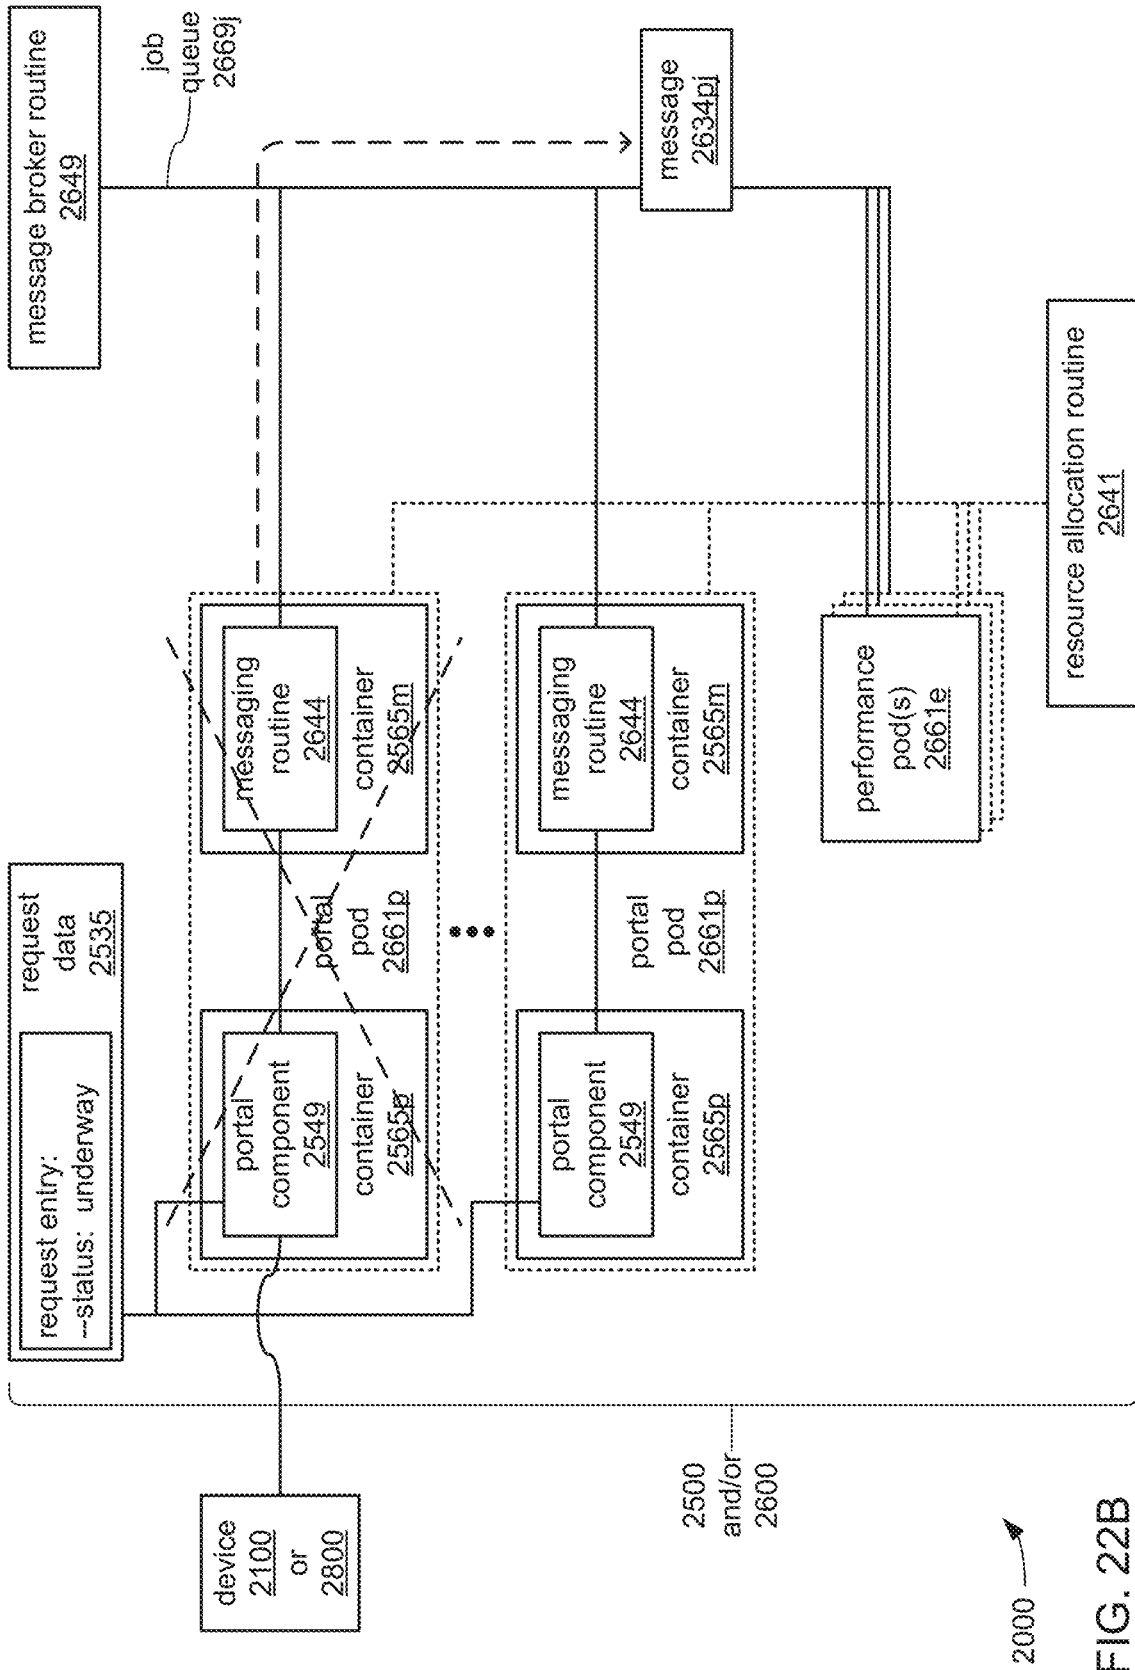 request entry:
--status: underway
request
data
2535
message broker routine
2649
job
queue
2669j
device
2100
or
2800
portal
component
2549
container
2565p
portal
pod
2661p
messaging
routine
2644
container
2565m
portal
component
2549
container
2565p
portal
pod
2661p
messaging
routine
2644
container
2565m
message
2634pj
2500
and/or
2600
performance
pod(s)
2661e
resource allocation routine
2641
2000
FIG. 22B